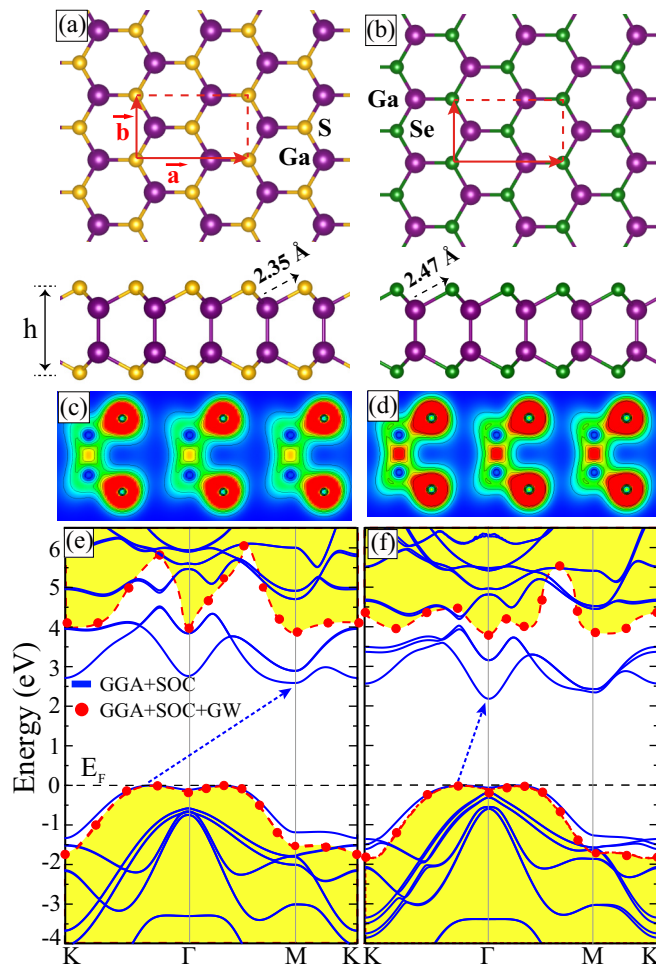 (a)
(b)
b
S
Ga
a
Ga
Se
2.35 Å
2.47 Å
h
(c)
(d)
(e)
(f)
Energy (eV)
6
5
4
3
2
1
0
-1
-2
-3
-4
GGA+SOC
GGA+SOC+GW
E_F
K Γ M K
Γ M K